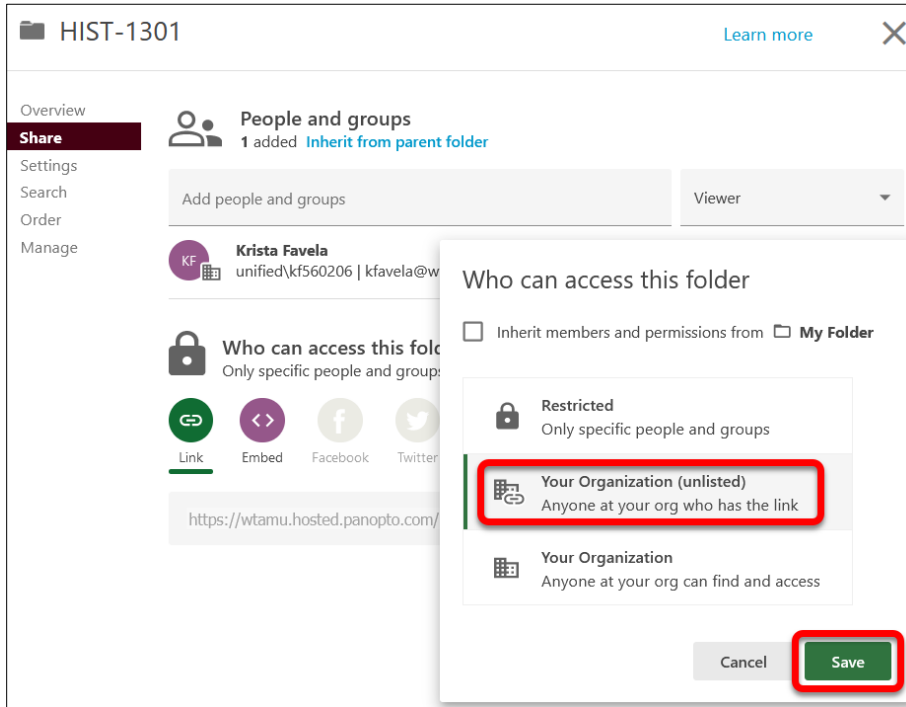 HIST-1301
Learn more
Overview
Share
Settings
Search
Order
Manage
People and groups
1 added Inherit from parent folder
Add people and groups
Viewer
KF
Krista Favela
unified\kf560206 | kfavela@w
Who can access this fold
Only specific people and groups
Link
Embed
Facebook
Twitter
https://wtamu.hosted.panopto.com/
Who can access this folder
Inherit members and permissions from My Folder
Restricted
Only specific people and groups
Your Organization (unlisted)
Anyone at your org who has the link
Your Organization
Anyone at your org can find and access
Cancel
Save